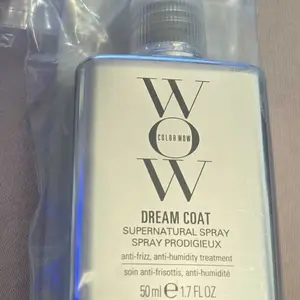 WOW
COLOR WOW
DREAM COAT
SUPERNATURAL SPRAY
SPRAY PRODIGIEUX
anti-frizz, anti-humidity treatment
soin anti-frisottis, anti-humidité
50 ml ℮ 1.7 FL OZ